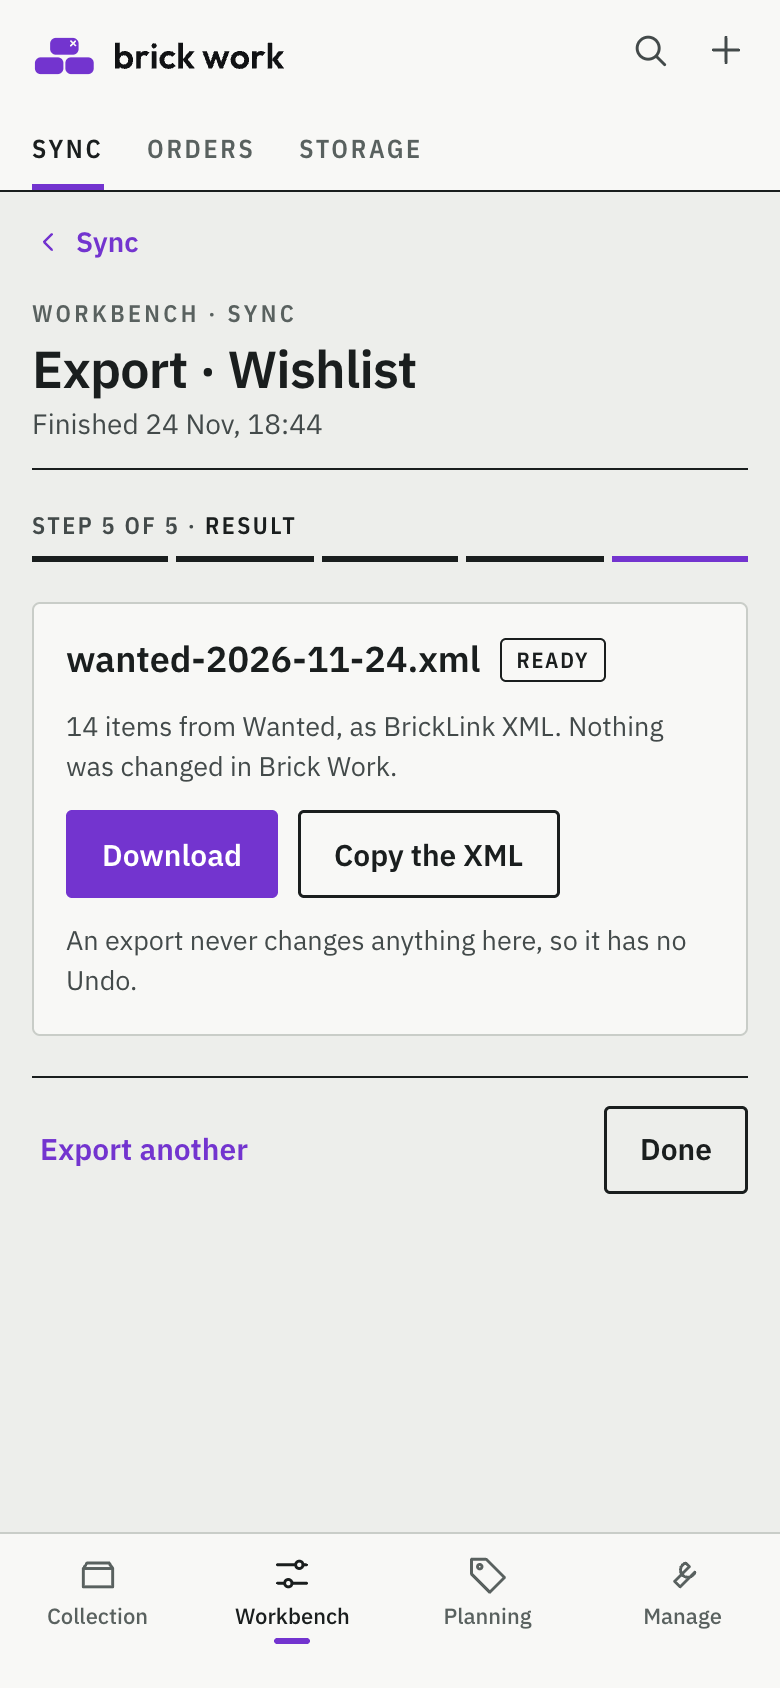 brick work
SYNC ORDERS STORAGE
Sync
WORKBENCH · SYNC
Export · Wishlist
Finished 24 Nov, 18:44
STEP 5 OF 5 · RESULT
wanted-2026-11-24.xml READY
14 items from Wanted, as BrickLink XML. Nothing
was changed in Brick Work.
Download Copy the XML
An export never changes anything here, so it has no
Undo.
Export another Done
Collection Workbench Planning Manage